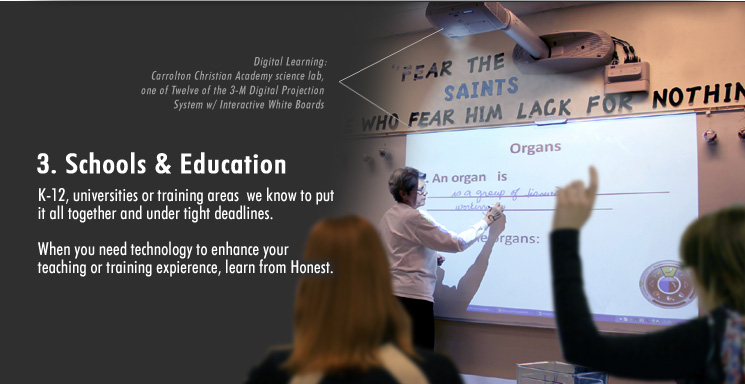 Digital Learning:
Carrolton Christian Academy science lab,
one of Twelve of the 3-M Digital Projection
System w/ Interactive White Boards
3. Schools & Education
K-12, universities or training areas we know to put
it all together and under tight deadlines.
When you need technology to enhance your
teaching or training expierence, learn from Honest.
"FEAR THE
SAINTS
WHO FEAR HIM LACK FOR NOTHIN
Organs
An organ is
is a group of tissues
working
organs: